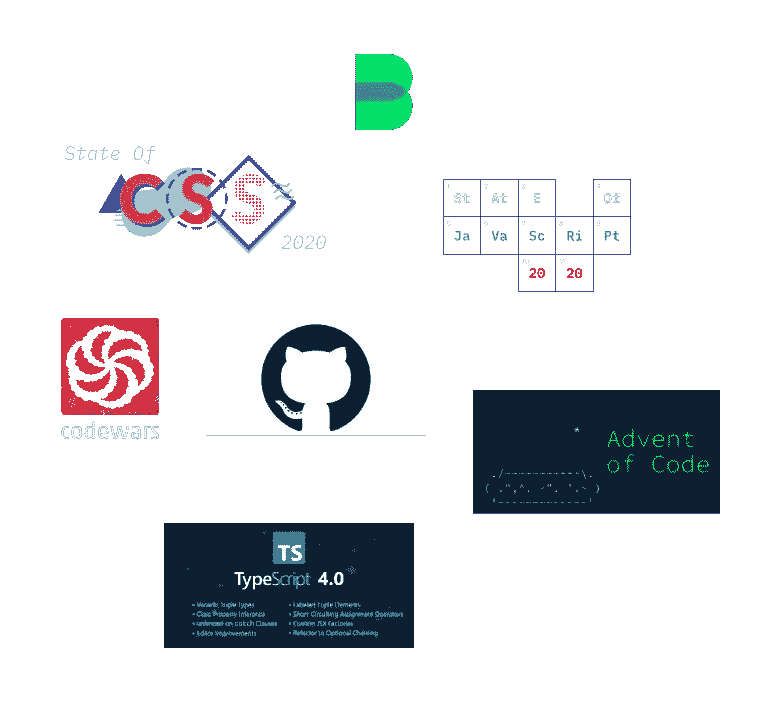 State Of
CSS
2020
St At E Of
Ja Va Sc Ri Pt
20 20
codewars
Advent
of Code
TS
TypeScript 4.0
• Variadic Tuple Types
• Class Property Inference
• unknown on catch Clauses
• Editor Improvements
• Labeled Tuple Elements
• Short Circuiting Assignment Operators
• Custom JSX Factories
• Refactor to Optional Chaining